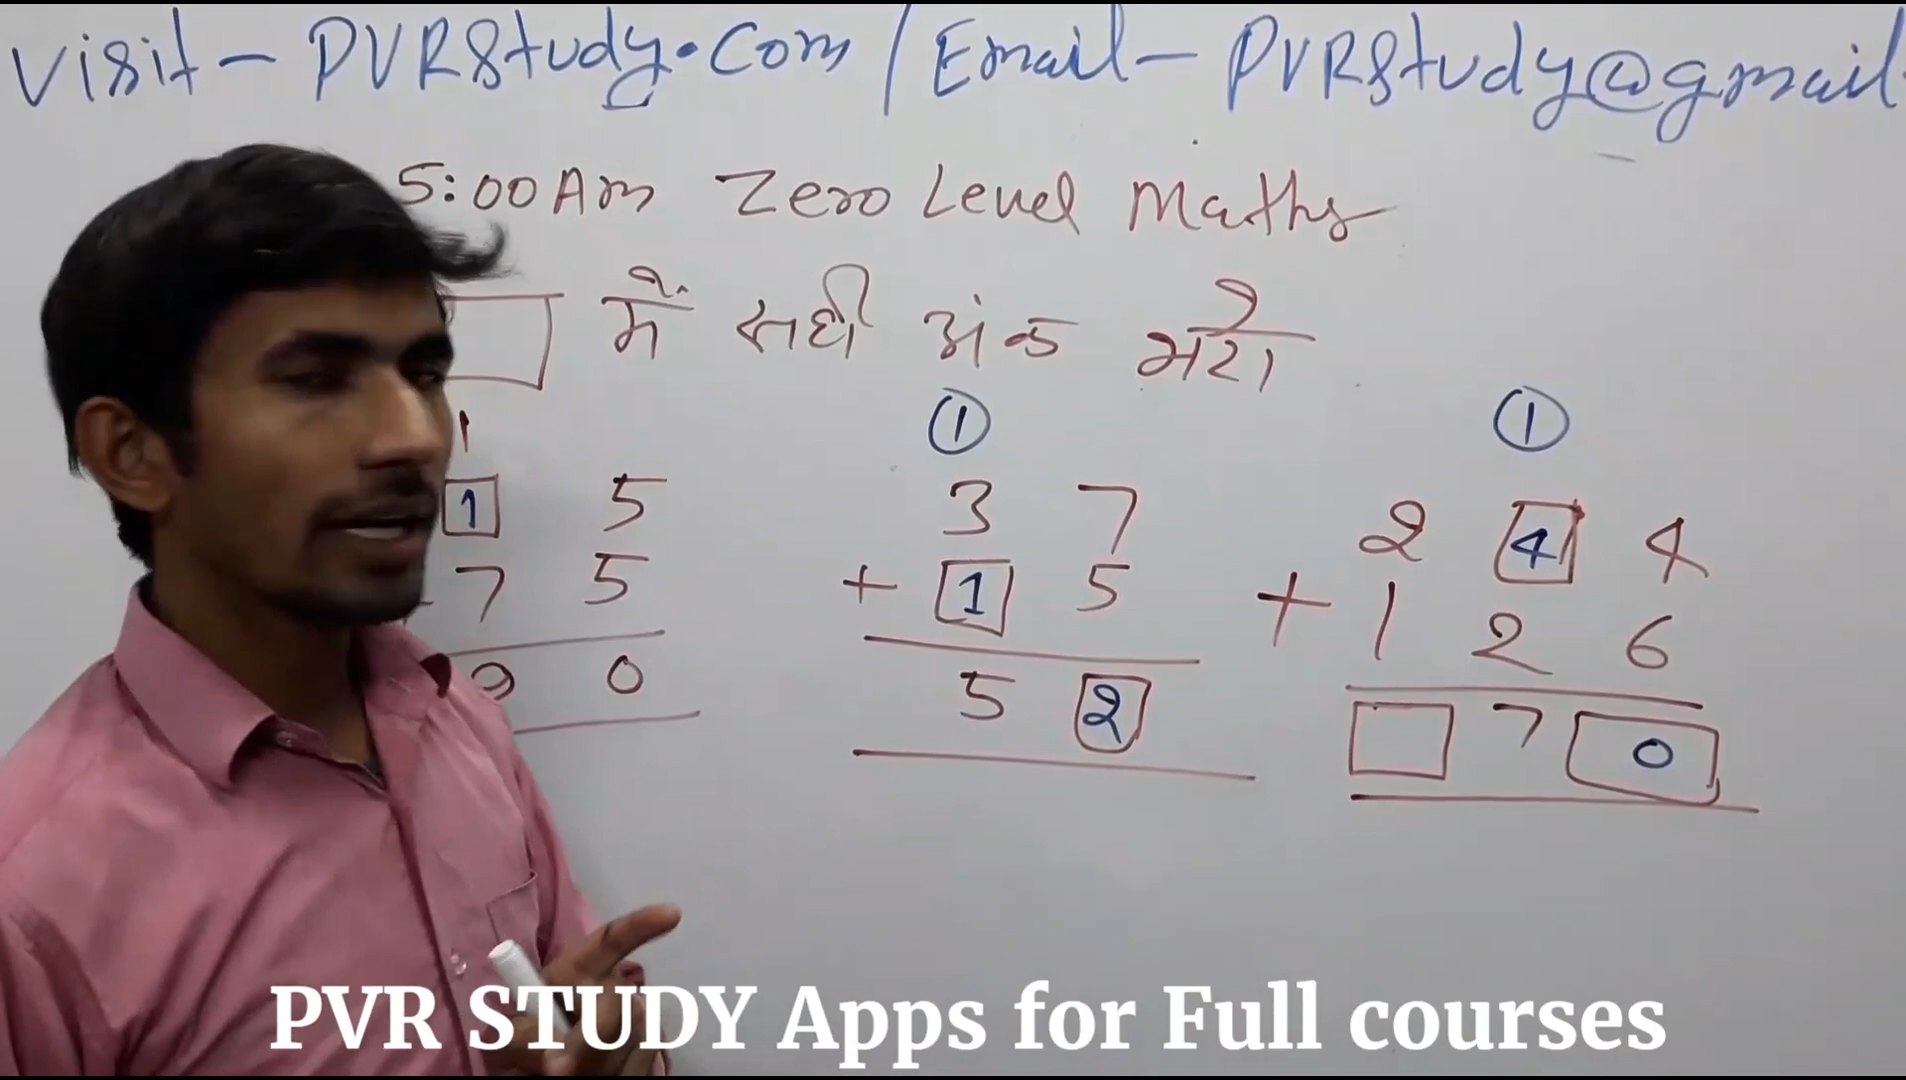 Visit - PVRStudy.Com / Email - PVRStudy@gmail.
5:00 Am Zero Level Maths
में सही अंक भरो
1 ① ①
1 5 3 7 2 4 4
7 5 + 1 5 + 1 2 6
9 0 5 2 7 0
PVR STUDY Apps for Full courses